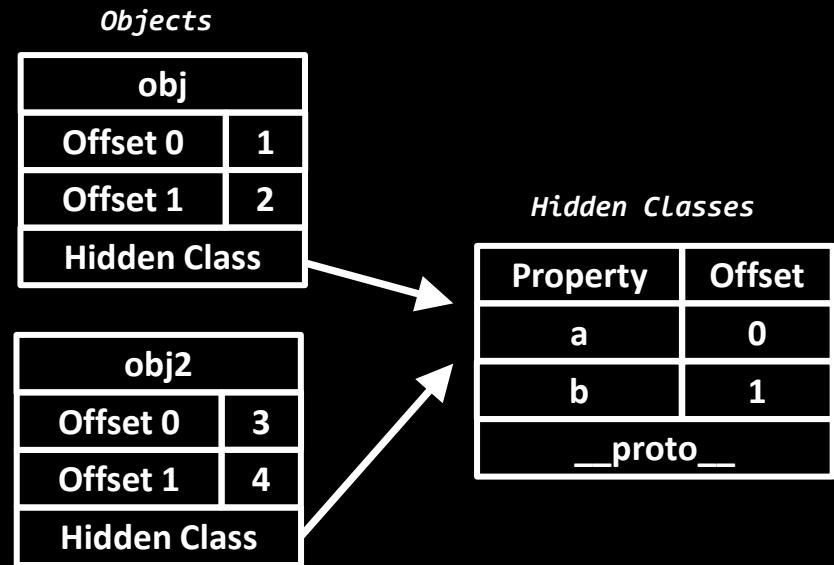 Objects
obj
Offset 0 1
Offset 1 2
Hidden Class
obj2
Offset 0 3
Offset 1 4
Hidden Class
Hidden Classes
Property Offset
a 0
b 1
__proto__